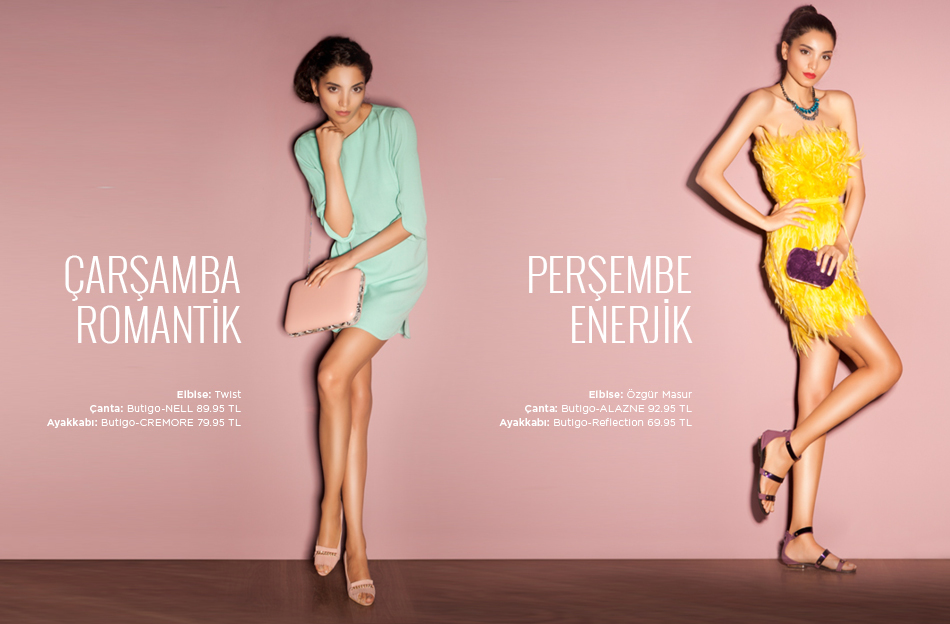 ÇARŞAMBA
ROMANTİK
Elbise: Twist
Çanta: Butigo-NELL 89.95 TL
Ayakkabı: Butigo-CREMORE 79.95 TL
PERŞEMBE
ENERJİK
Elbise: Özgür Masur
Çanta: Butigo-ALAZNE 92.95 TL
Ayakkabı: Butigo-Reflection 69.95 TL